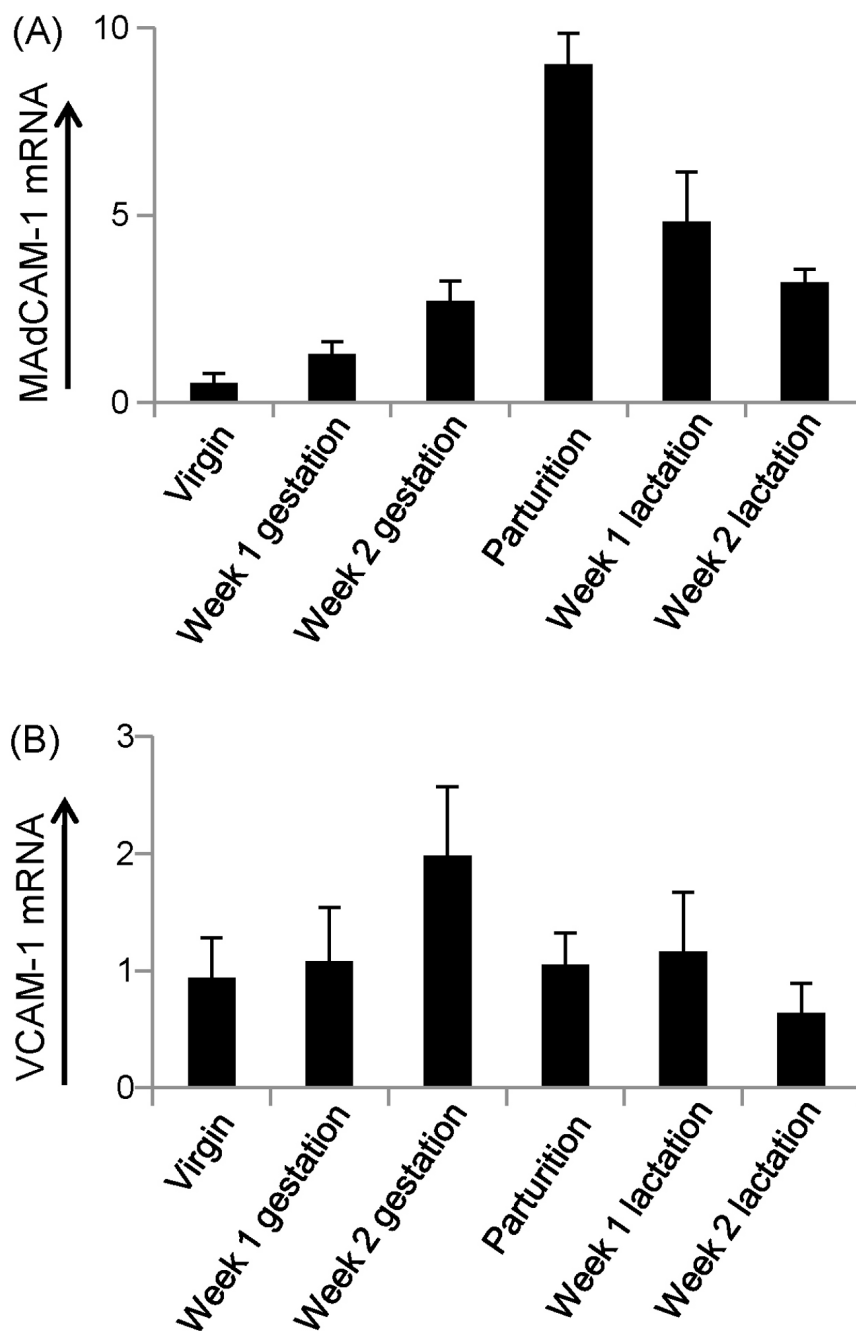 (A)
MAdCAM-1 mRNA
10
5
0
Virgin
Week 1 gestation
Week 2 gestation
Parturition
Week 1 lactation
Week 2 lactation
(B)
VCAM-1 mRNA
3
2
1
0
Virgin
Week 1 gestation
Week 2 gestation
Parturition
Week 1 lactation
Week 2 lactation